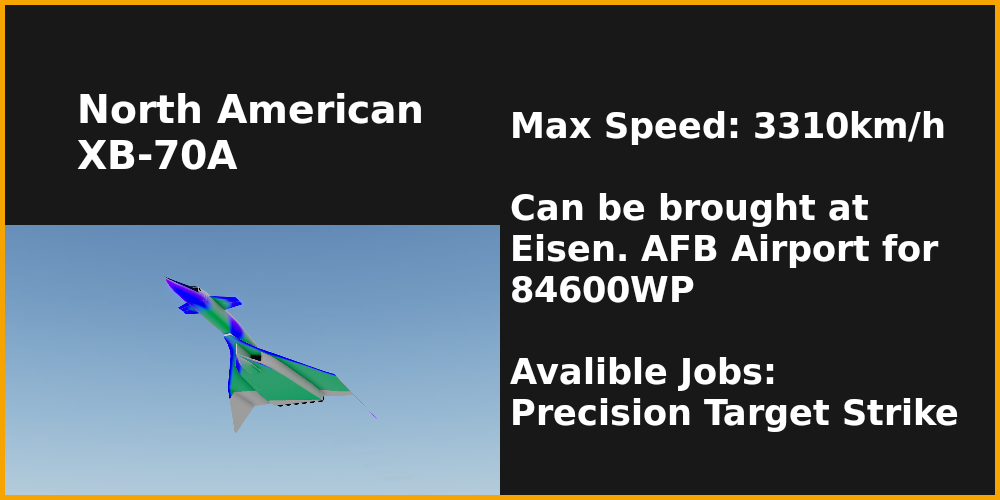 North American
XB-70A
Max Speed: 3310km/h
Can be brought at
Eisen. AFB Airport for
84600WP
Avalible Jobs:
Precision Target Strike